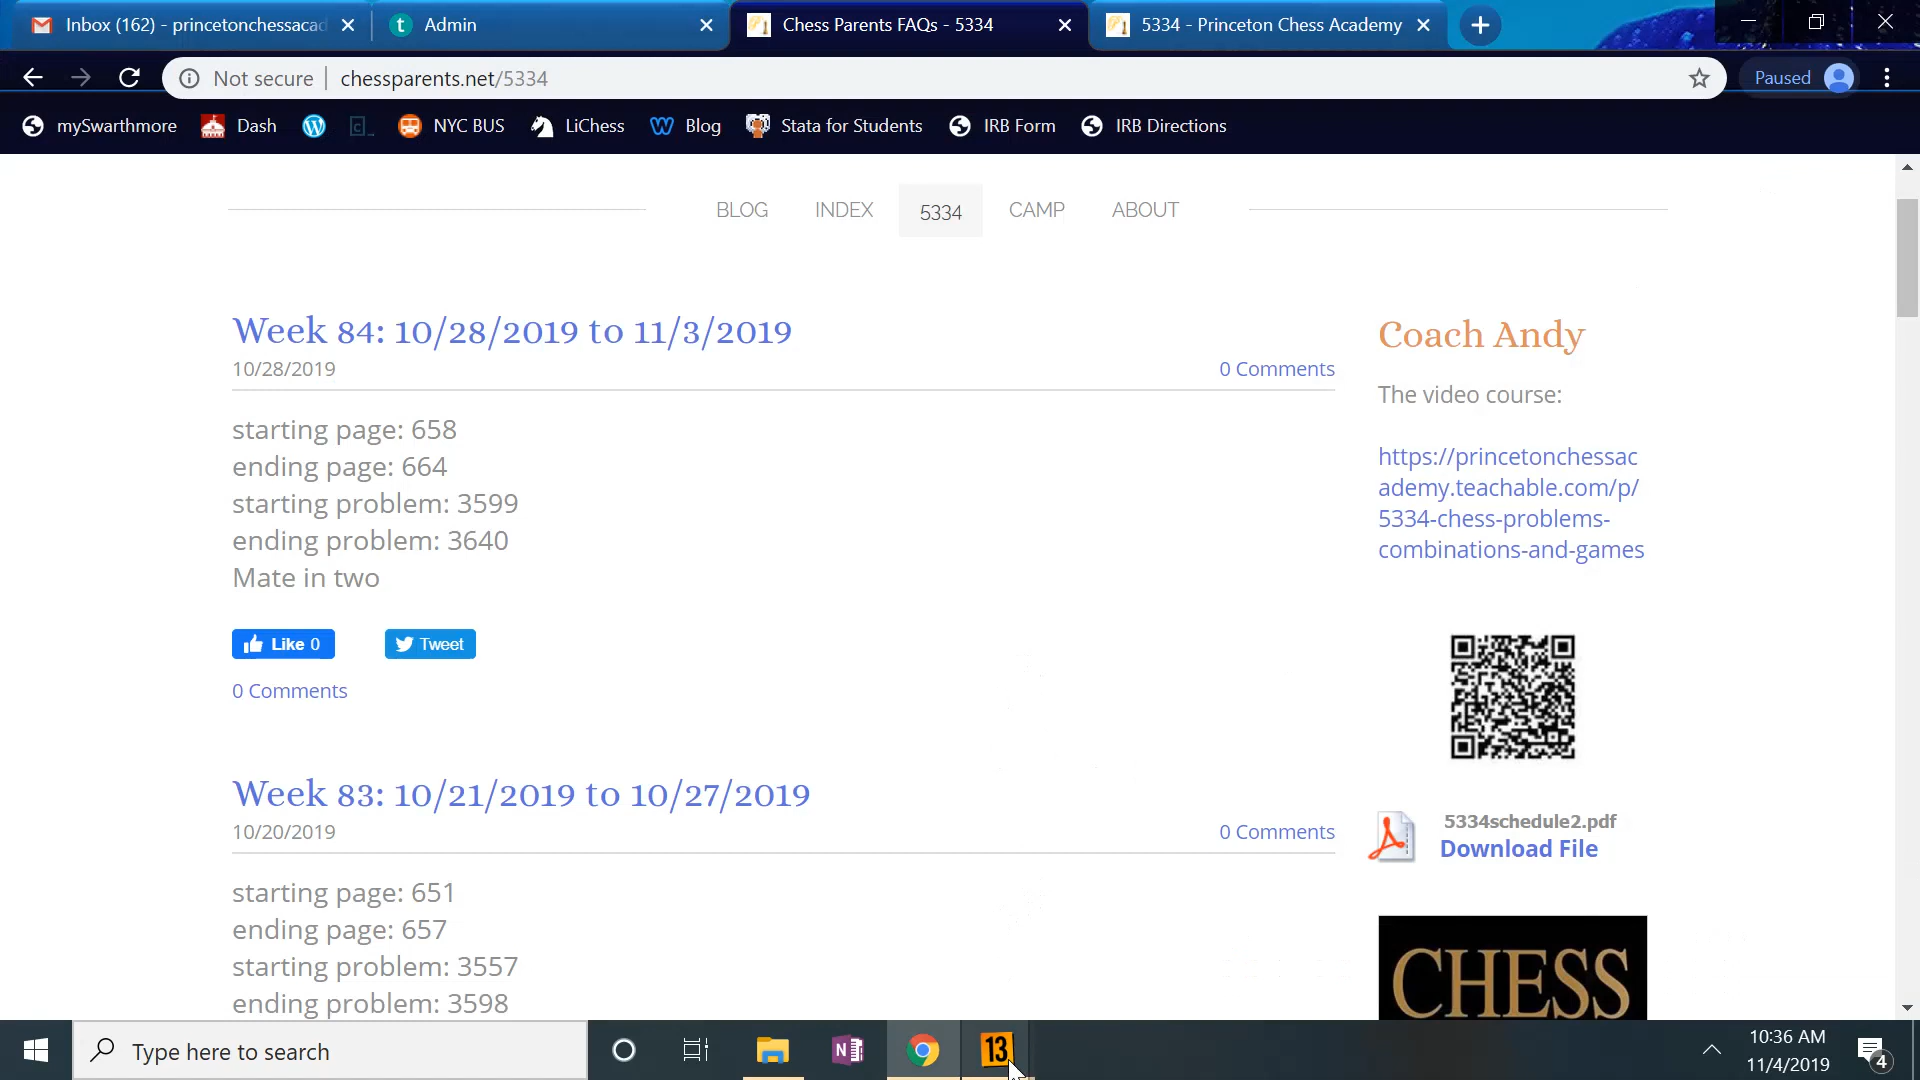 Inbox (162) - princetonchessacad
Admin
Chess Parents FAQs - 5334
5334 - Princeton Chess Academy
Not secure
chessparents.net/5334
Paused
mySwarthmore
Dash
NYC BUS
LiChess
Blog
Stata for Students
IRB Form
IRB Directions
BLOG
INDEX
5334
CAMP
ABOUT
Week 84: 10/28/2019 to 11/3/2019
10/28/2019
0 Comments
starting page: 658
ending page: 664
starting problem: 3599
ending problem: 3640
Mate in two
Like 0
Tweet
0 Comments
Week 83: 10/21/2019 to 10/27/2019
10/20/2019
0 Comments
starting page: 651
ending page: 657
starting problem: 3557
ending problem: 3598
Coach Andy
The video course:
https://princetonchessac
ademy.teachable.com/p/
5334-chess-problems-
combinations-and-games
5334schedule2.pdf
Download File
CHESS
Type here to search
N
13
10:36 AM
11/4/2019
4